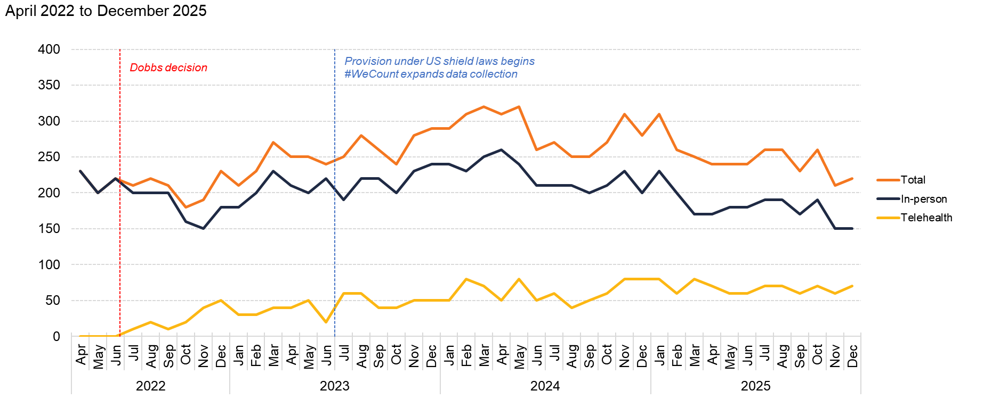 April 2022 to December 2025
400
350
300
250
200
150
100
50
0
Dobbs decision
Provision under US shield laws begins
#WeCount expands data collection
Total
In-person
Telehealth
Apr May Jun Jul Aug Sep Oct Nov Dec Jan Feb Mar Apr May Jun Jul Aug Sep Oct Nov Dec Jan Feb Mar Apr May Jun Jul Aug Sep Oct Nov Dec Jan Feb Mar Apr May Jun Jul Aug Sep Oct Nov Dec
2022 2023 2024 2025